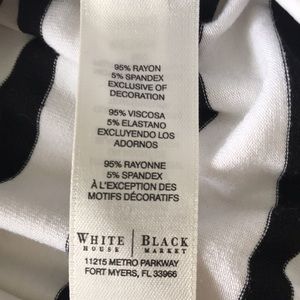 95% RAYON
5% SPANDEX
EXCLUSIVE OF
DECORATION
95% VISCOSA
5% ELASTANO
EXCLUYENDO LOS
ADORNOS
95% RAYONNE
5% SPANDEX
À L'EXCEPTION DES
MOTIFS DÉCORATIFS
WHITE | BLACK
HOUSE | MARKET
11215 METRO PARKWAY
FORT MYERS, FL 33966